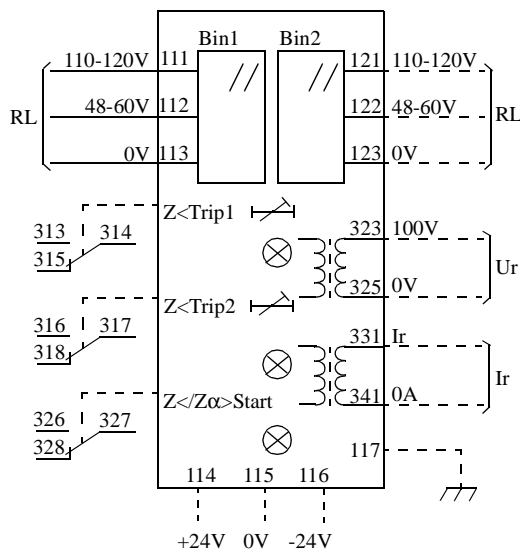 Bin1 Bin2
110-120V 111 121 110-120V
48-60V 112 122 48-60V
RL RL
0V 113 123 0V
Z<Trip1
313 314 323 100V
315
Ur
325 0V
Z<Trip2
316 317 331 Ir
318
Ir
341 0A
Z</Zα>Start
326 327
328 117
114 115 116
+24V 0V -24V